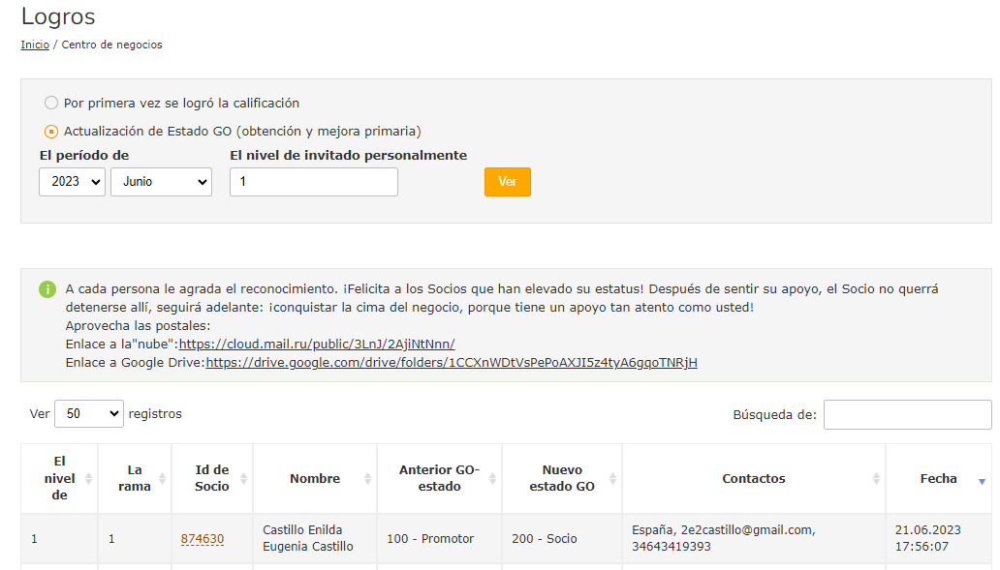 Logros
Inicio / Centro de negocios
Por primera vez se logró la calificación
Actualización de Estado GO (obtención y mejora primaria)
El período de El nivel de invitado personalmente
2023 Junio 1 Ver
A cada persona le agrada el reconocimiento. ¡Felicita a los Socios que han elevado su estatus! Después de sentir su apoyo, el Socio no querrá
detenerse allí, seguirá adelante: ¡conquistar la cima del negocio, porque tiene un apoyo tan atento como usted!
Aprovecha las postales:
Enlace a la"nube":https://cloud.mail.ru/public/3LnJ/2AjiNtNnn/
Enlace a Google Drive:https://drive.google.com/drive/folders/1CCXnWDtVsPePoAXJI5z4tyA6gqoTNRjH
Ver 50 registros Búsqueda de:
El nivel de La rama Id de Socio Nombre Anterior GO-estado Nuevo estado GO Contactos Fecha
1 1 874630 Castillo Enilda Eugenia Castillo 100 - Promotor 200 - Socio España, 2e2castillo@gmail.com, 34643419393 21.06.2023 17:56:07